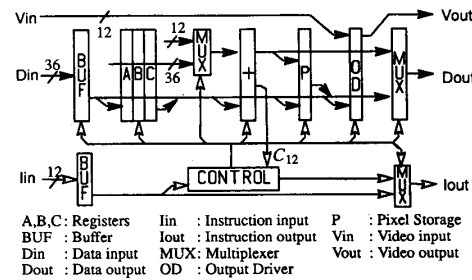 Vin 12 Vout
12
Din 36 BUF A B C 36 MUX + P OD MUX Dout
C12
Iin 12 BUF CONTROL MUX Iout
A,B,C : Registers Iin : Instruction input P : Pixel Storage
BUF : Buffer Iout : Instruction output Vin : Video input
Din : Data input MUX: Multiplexer Vout : Video output
Dout : Data output OD : Output Driver